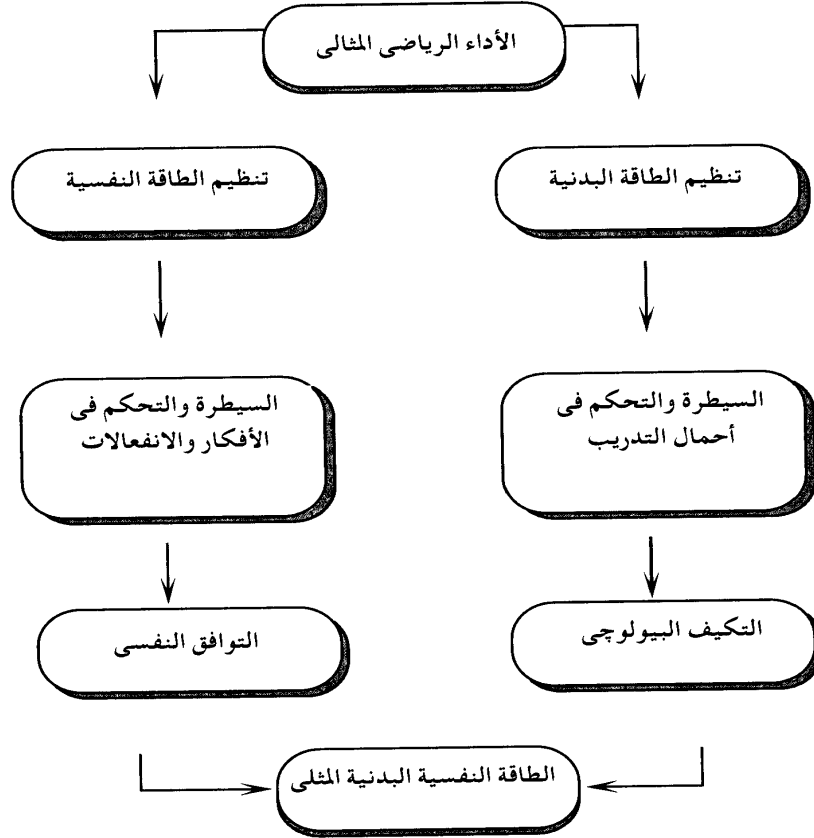 الأداء الرياضى المثالى
تنظيم الطاقة البدنية
تنظيم الطاقة النفسية
السيطرة والتحكم فى
أحمال التدريب
السيطرة والتحكم فى
الأفكار والانفعالات
التكيف البيولوچى
التوافق النفسى
الطاقة النفسية البدنية المثلى